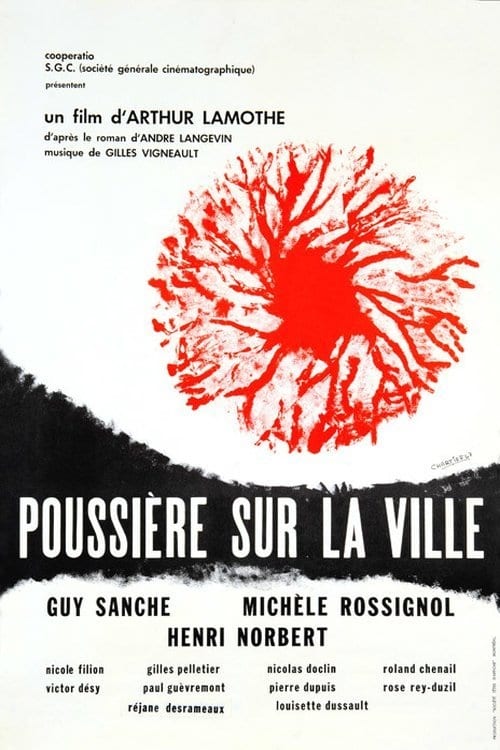 cooperatio
S.G.C. (société générale cinématographique)
présentent
un film d'ARTHUR LAMOTHE
d'après le roman d'ANDRE LANGEVIN
musique de GILLES VIGNEAULT
POUSSIÈRE SUR LA VILLE
GUY SANCHE MICHÈLE ROSSIGNOL
HENRI NORBERT
nicole filion gilles pelletier nicolas doclin roland chenail
victor désy paul guèvremont pierre dupuis rose rey-duzil
réjane desrameaux louisette dussault